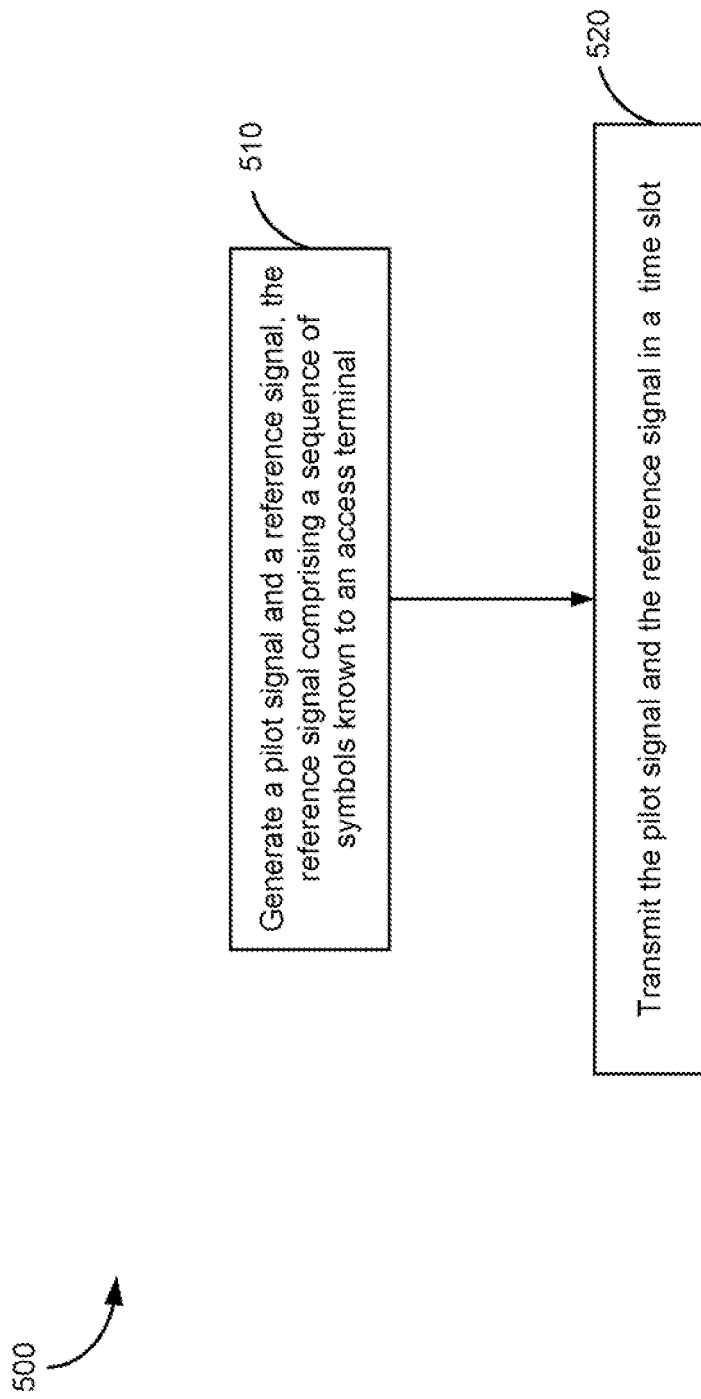 500
510
Generate a pilot signal and a reference signal, the
reference signal comprising a sequence of
symbols known to an access terminal
520
Transmit the pilot signal and the reference signal in a time slot